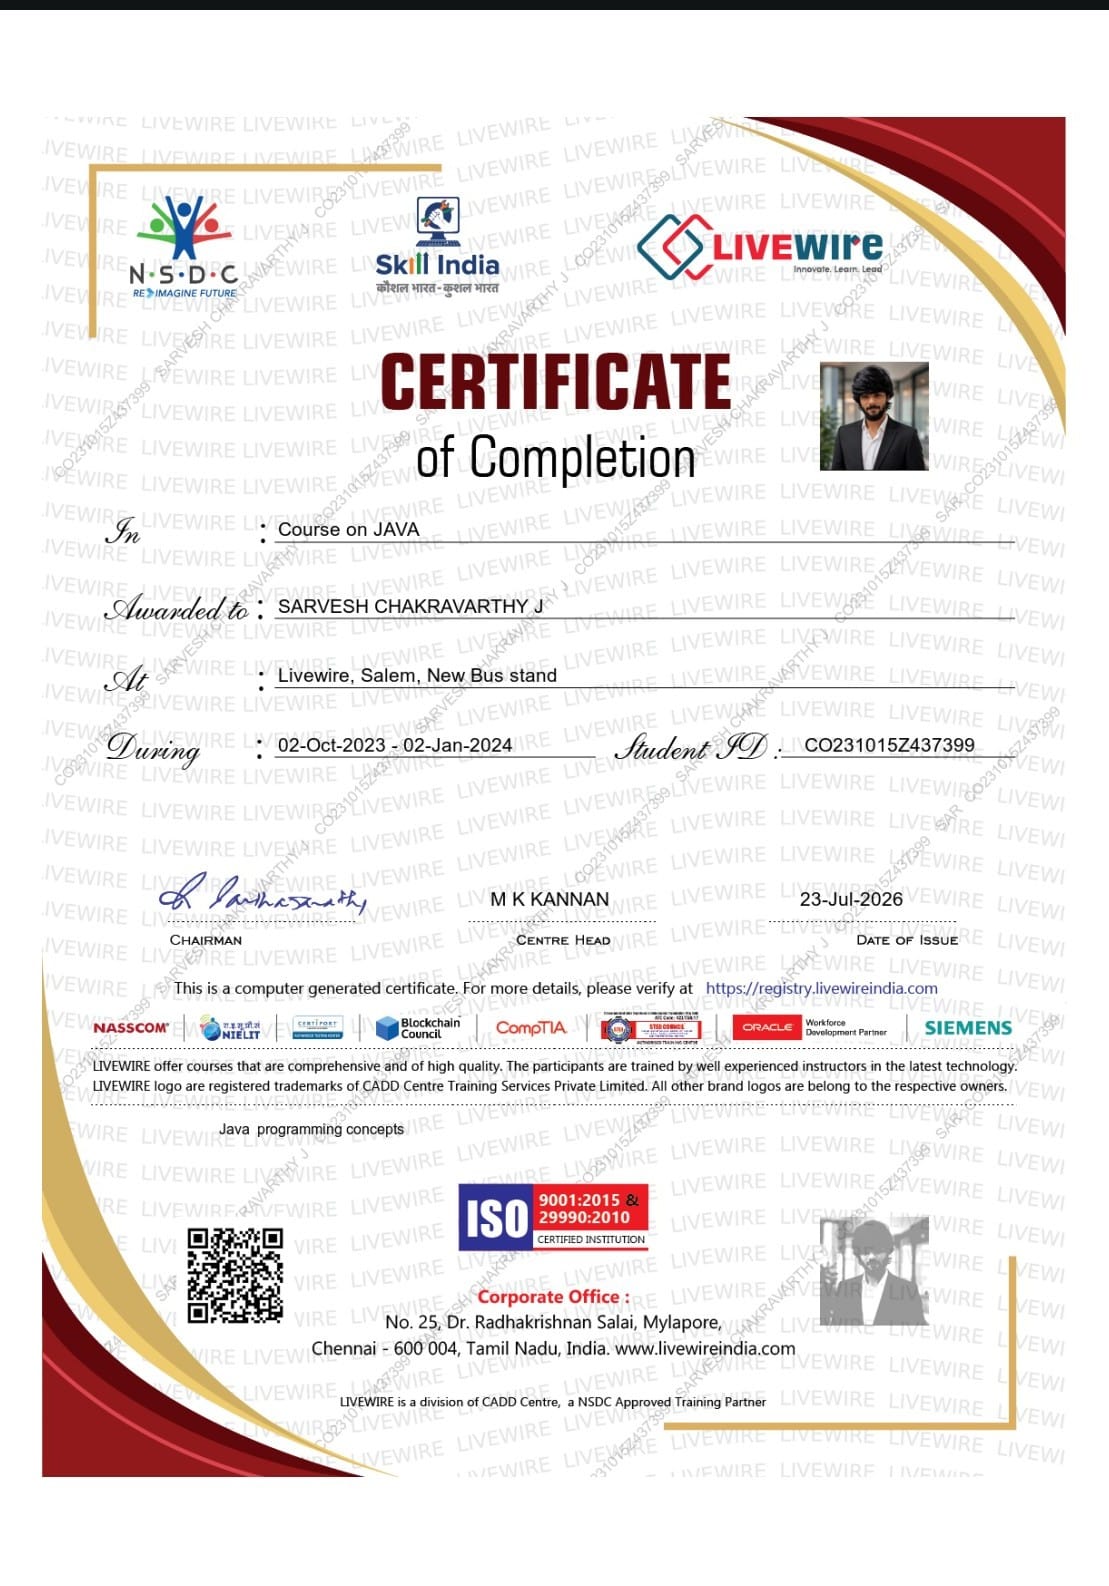 N·S·D·C
RE IMAGINE FUTURE
Skill India
कौशल भारत-कुशल भारत
LIVEWIRE
Innovate. Learn. Lead
CERTIFICATE
of Completion
In : Course on JAVA
Awarded to : SARVESH CHAKRAVARTHY J
At : Livewire, Salem, New Bus stand
During : 02-Oct-2023 - 02-Jan-2024 Student ID : CO231015Z437399
M K KANNAN 23-Jul-2026
CHAIRMAN CENTRE HEAD DATE OF ISSUE
This is a computer generated certificate. For more details, please verify at https://registry.livewireindia.com
NASSCOM NIELIT CERTIPORT Blockchain Council CompTIA STED COUNCIL ORACLE Workforce Development Partner SIEMENS
LIVEWIRE offer courses that are comprehensive and of high quality. The participants are trained by well experienced instructors in the latest technology.
LIVEWIRE logo are registered trademarks of CADD Centre Training Services Private Limited. All other brand logos are belong to the respective owners.
Java programming concepts
ISO 9001:2015 &
29990:2010
CERTIFIED INSTITUTION
Corporate Office :
No. 25, Dr. Radhakrishnan Salai, Mylapore,
Chennai - 600 004, Tamil Nadu, India. www.livewireindia.com
LIVEWIRE is a division of CADD Centre, a NSDC Approved Training Partner